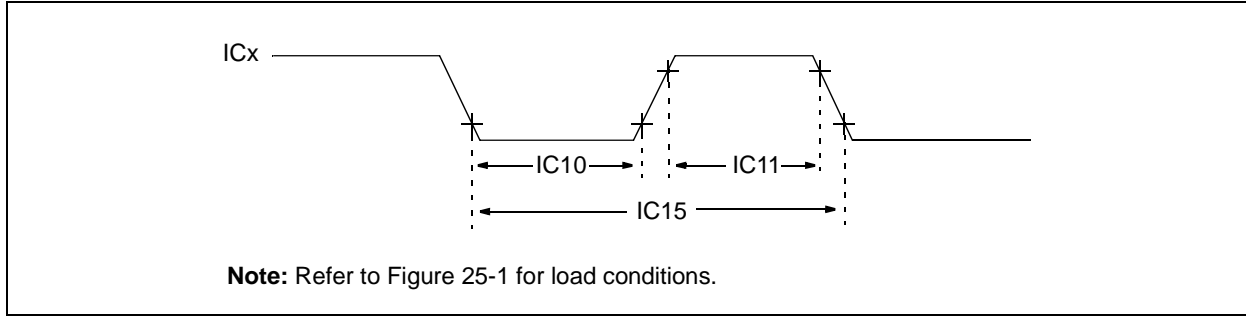 ICx
IC10
IC11
IC15
Note: Refer to Figure 25-1 for load conditions.